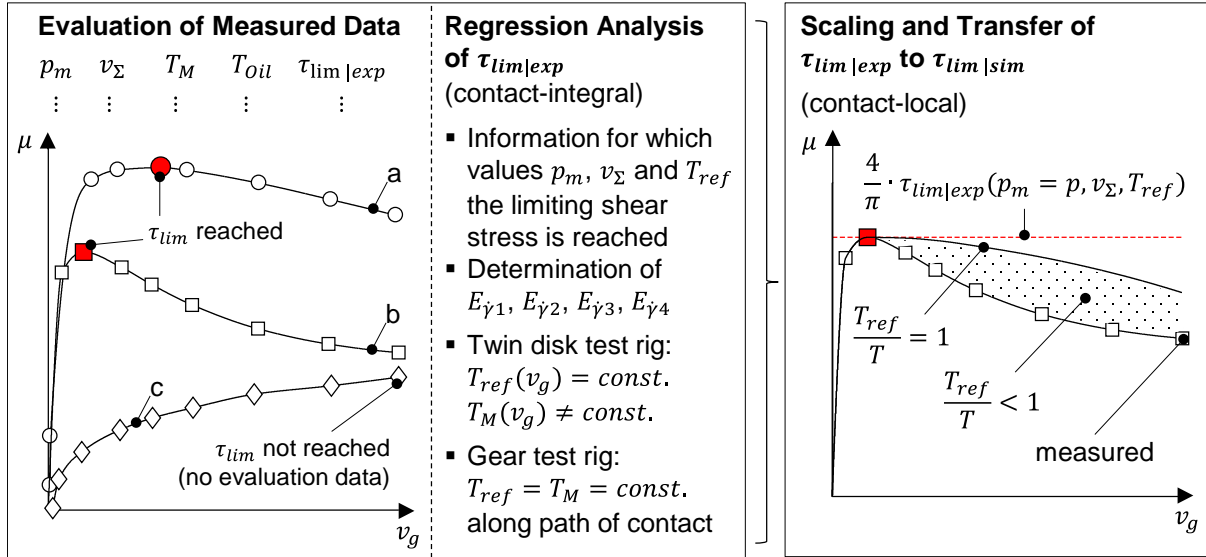 Evaluation of Measured Data
p_m v_Σ T_M T_Oil τ_lim|exp
⋮ ⋮ ⋮ ⋮ ⋮
μ
a
τ_lim reached
b
c
τ_lim not reached
(no evaluation data)
v_g
Regression Analysis
of τ_lim|exp
(contact-integral)
▪ Information for which
values p_m, v_Σ and T_ref
the limiting shear
stress is reached
▪ Determination of
E_γ̇1, E_γ̇2, E_γ̇3, E_γ̇4
▪ Twin disk test rig:
T_ref(v_g) = const.
T_M(v_g) ≠ const.
▪ Gear test rig:
T_ref = T_M = const.
along path of contact
Scaling and Transfer of
τ_lim|exp to τ_lim|sim
(contact-local)
μ
4/π · τ_lim|exp(p_m = p, v_Σ, T_ref)
T_ref/T = 1
T_ref/T < 1
measured
v_g